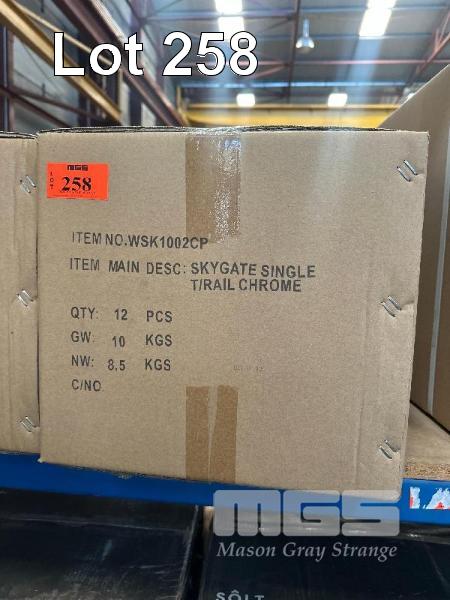 Lot 258
MGS
LOT
258
ITEM NO.WSK1002CP
ITEM MAIN DESC: SKYGATE SINGLE
T/RAIL CHROME
QTY: 12 PCS
GW: 10 KGS
NW: 8.5 KGS
C/NO
MGS
Mason Gray Strange
SÔLT